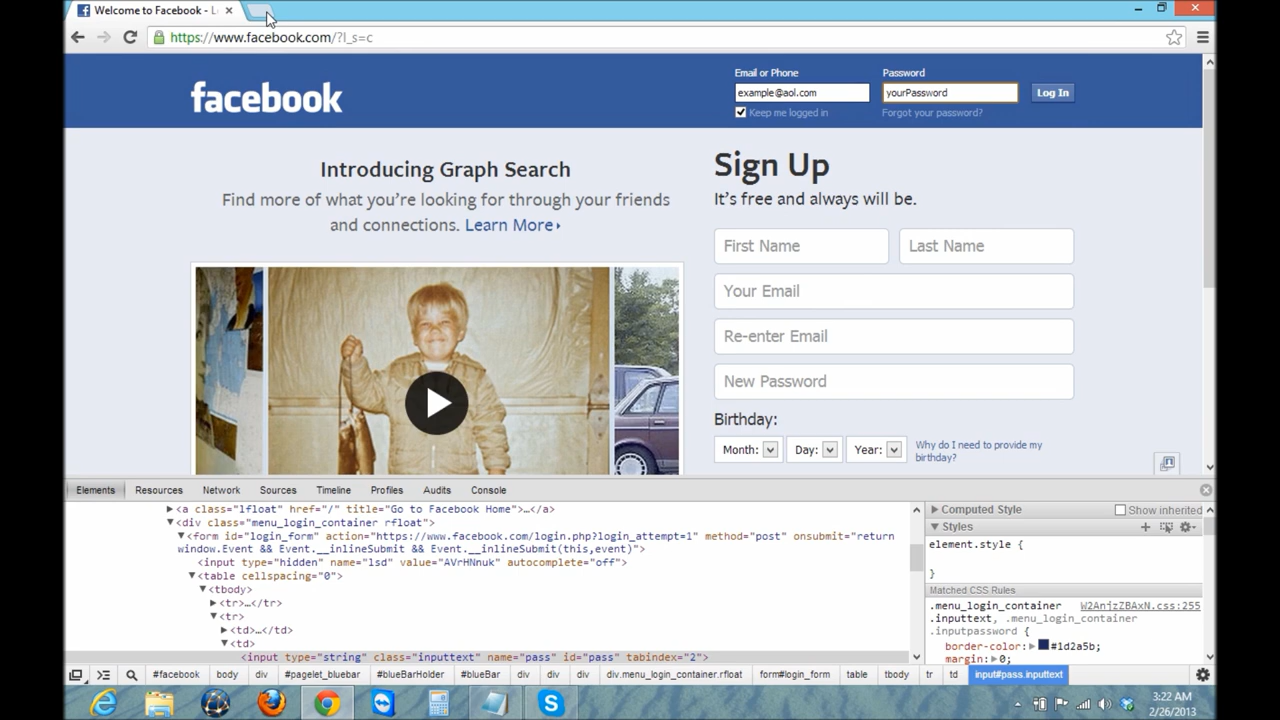 Welcome to Facebook - L
https://www.facebook.com/?l_s=c
facebook
Email or Phone
Password
example@aol.com
yourPassword
Log In
Keep me logged in
Forgot your password?
Introducing Graph Search
Find more of what you're looking for through your friends
and connections. Learn More
Sign Up
It's free and always will be.
First Name
Last Name
Your Email
Re-enter Email
New Password
Birthday:
Month:
Day:
Year:
Why do I need to provide my
birthday?
Elements Resources Network Sources Timeline Profiles Audits Console
<a class="lfloat" href="/" title="Go to Facebook Home">…</a>
<div class="menu_login_container rfloat">
<form id="login_form" action="https://www.facebook.com/login.php?login_attempt=1" method="post" onsubmit="return
window.Event && Event.__inlineSubmit && Event.__inlineSubmit(this,event)">
<input type="hidden" name="lsd" value="AVrHNnuk" autocomplete="off">
<table cellspacing="0">
<tbody>
<tr>…</tr>
<tr>
<td>…</td>
<td>
<input type="string" class="inputtext" name="pass" id="pass" tabindex="2">
Computed Style
Show inherited
Styles
element.style {
}
Matched CSS Rules
.menu_login_container W2AnjzZBAxN.css:255
.inputtext, .menu_login_container
.inputpassword {
border-color: #1d2a5b;
margin: 0;
#facebook body div #pagelet_bluebar #blueBarHolder #blueBar div div div div.menu_login_container.rfloat form#login_form table tbody tr td input#pass.inputtext
3:22 AM
2/26/2013